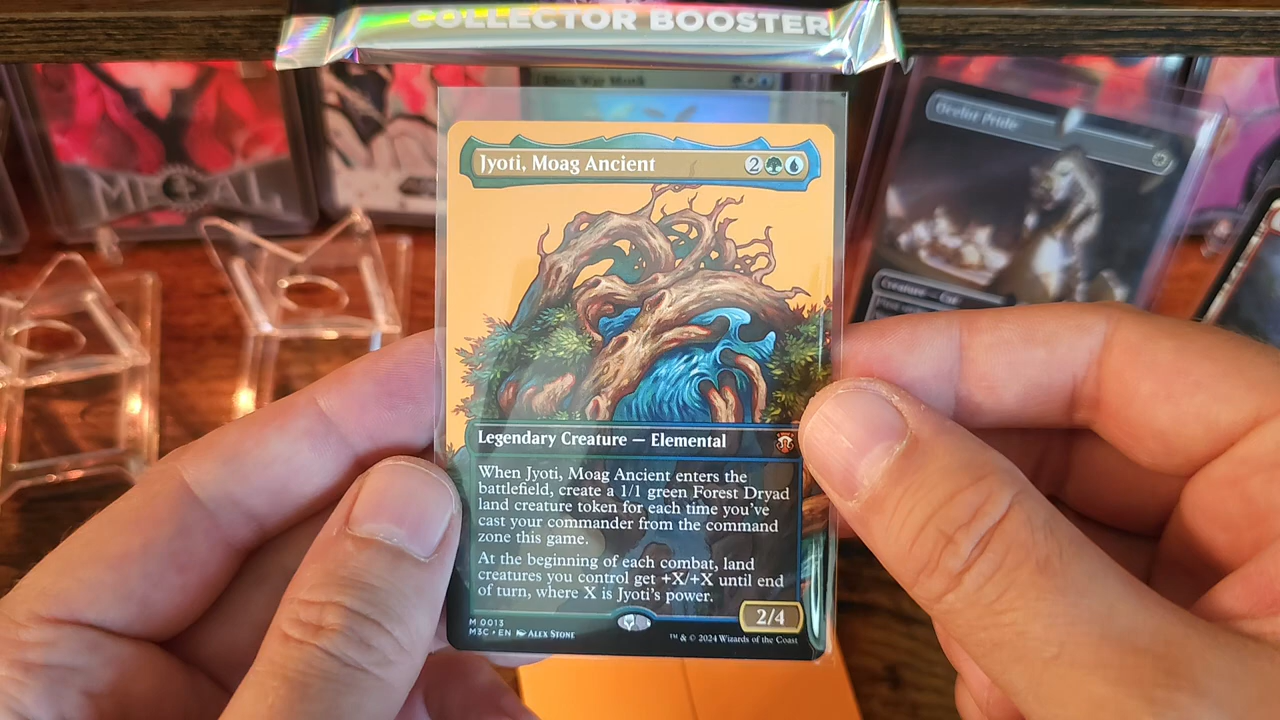 COLLECTOR BOOSTER
Jyoti, Moag Ancient
2
Legendary Creature — Elemental
When Jyoti, Moag Ancient enters the
battlefield, create a 1/1 green Forest Dryad
land creature token for each time you've
cast your commander from the command
zone this game.
At the beginning of each combat, land
creatures you control get +X/+X until end
of turn, where X is Jyoti's power.
2/4
M 0013
M3C • EN ALEX STONE
™ & © 2024 Wizards of the Coast
Ocelot Pride
Creature — Cat
METAL